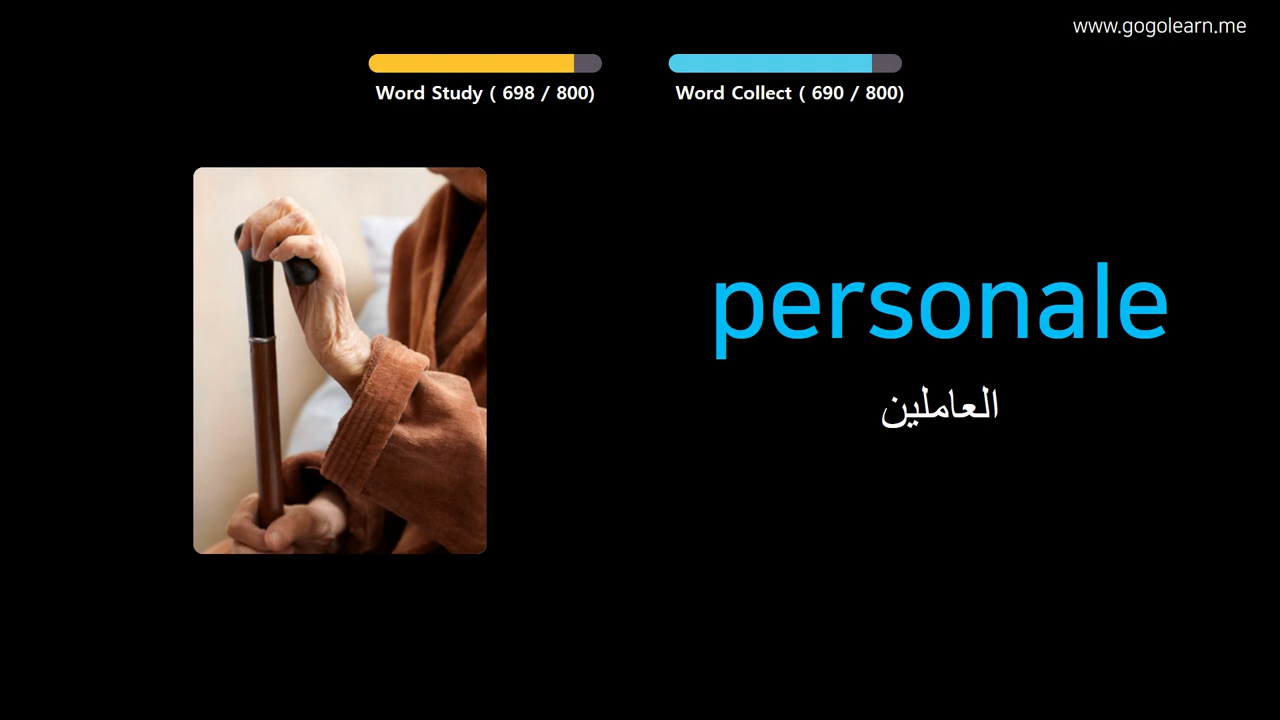 www.gogolearn.me
Word Study ( 698 / 800)
Word Collect ( 690 / 800)
personale
العاملين